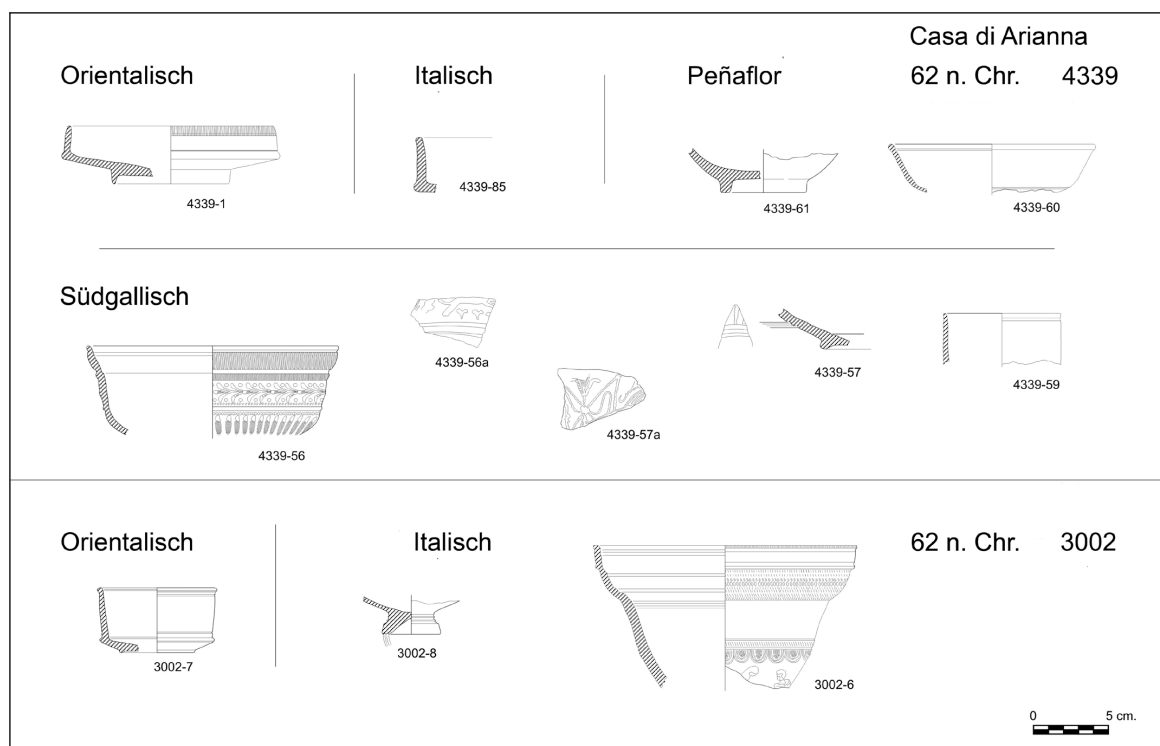 Casa di Arianna
Orientalisch Italisch Peñaflor 62 n. Chr. 4339
4339-1
4339-85
4339-61
4339-60
Südgallisch
4339-56a
4339-57
4339-59
4339-57a
4339-56
Orientalisch Italisch 62 n. Chr. 3002
3002-7
3002-8
3002-6
0 5 cm.